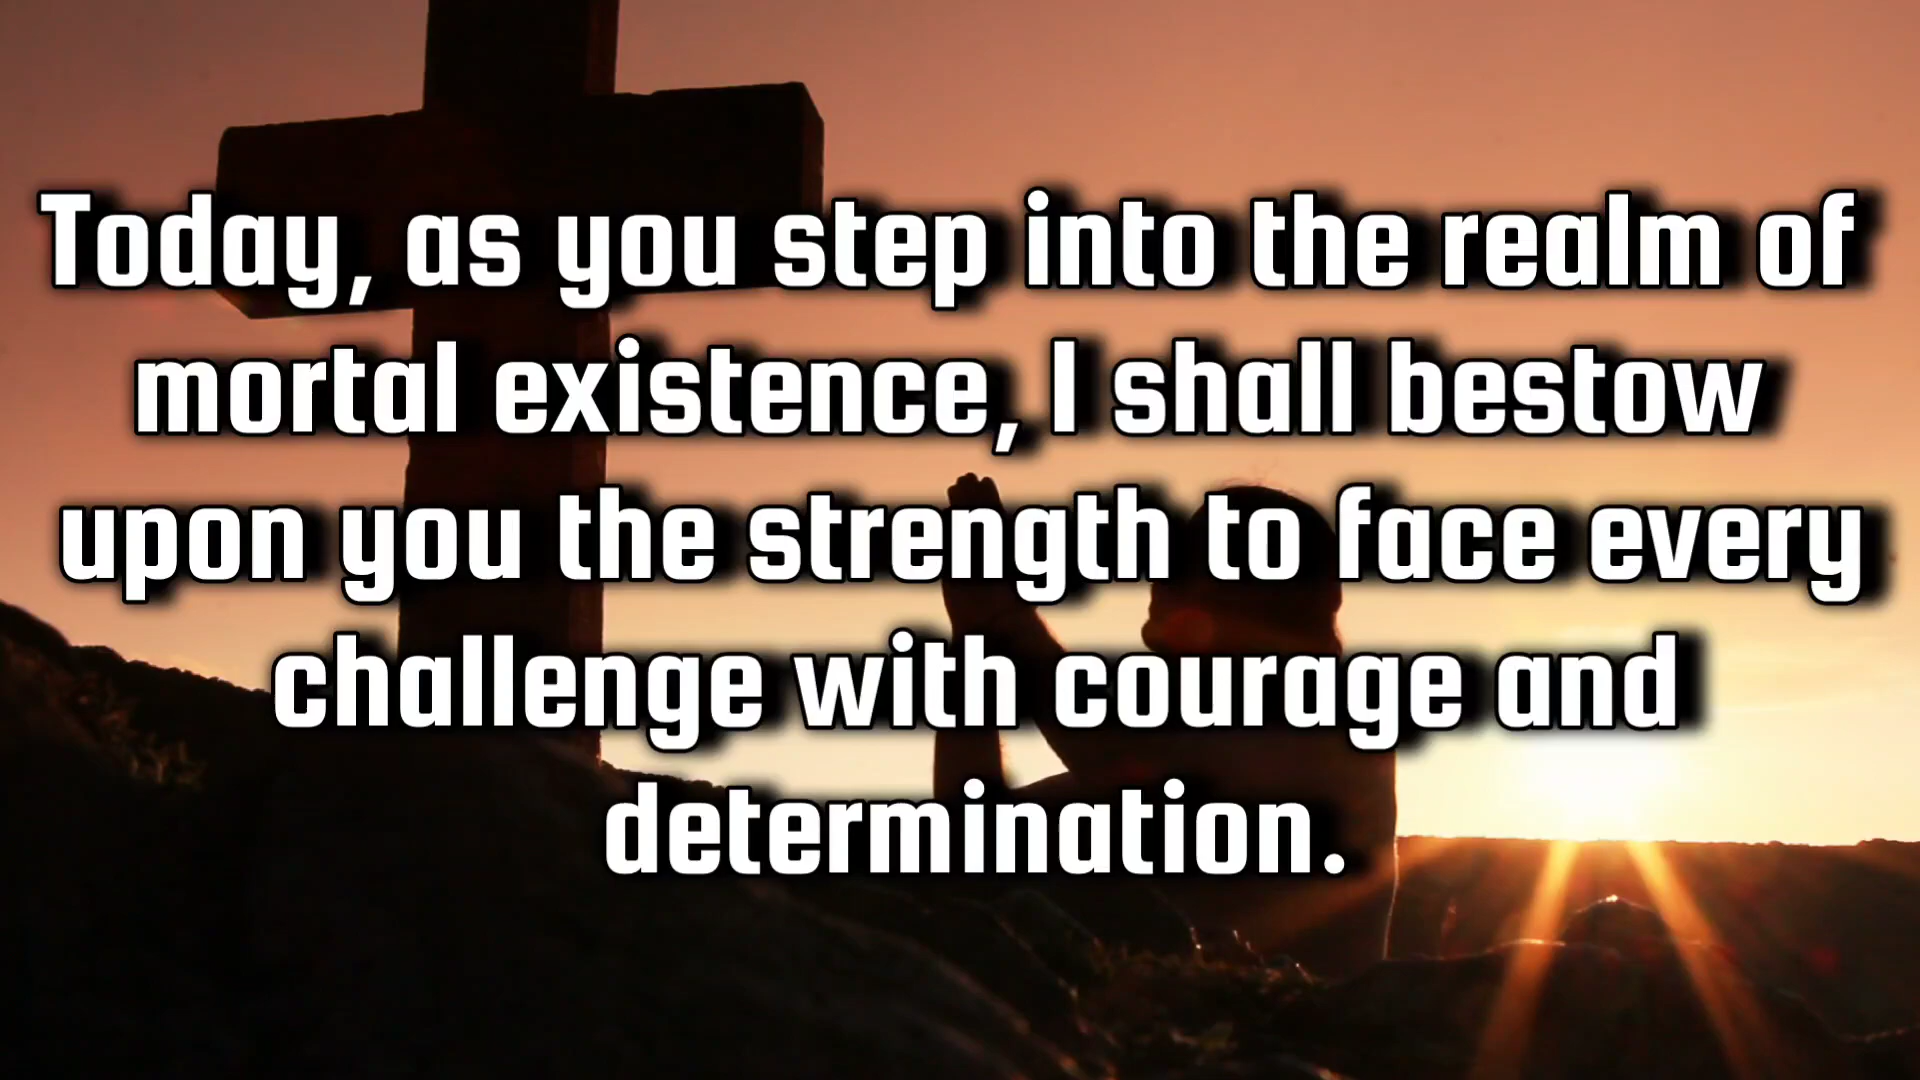 Today, as you step into the realm of
mortal existence, I shall bestow
upon you the strength to face every
challenge with courage and
determination.